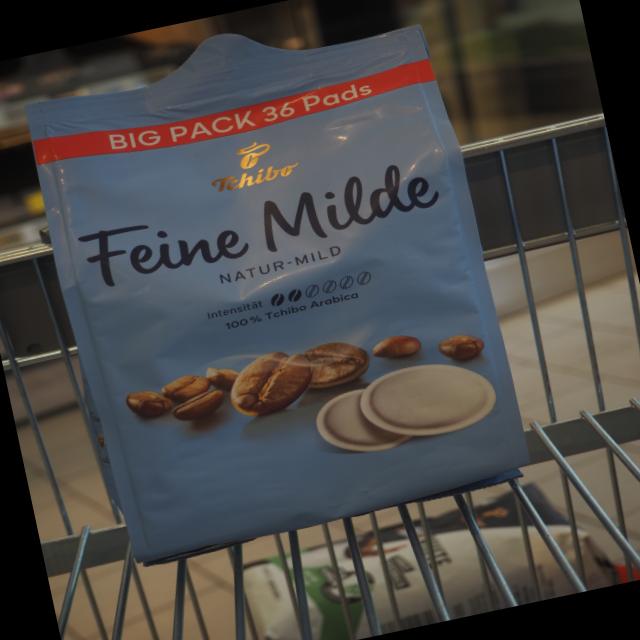 BIG PACK 36 Pads
Tchibo
Feine Milde
NATUR-MILD
Intensität
100% Tchibo Arabica